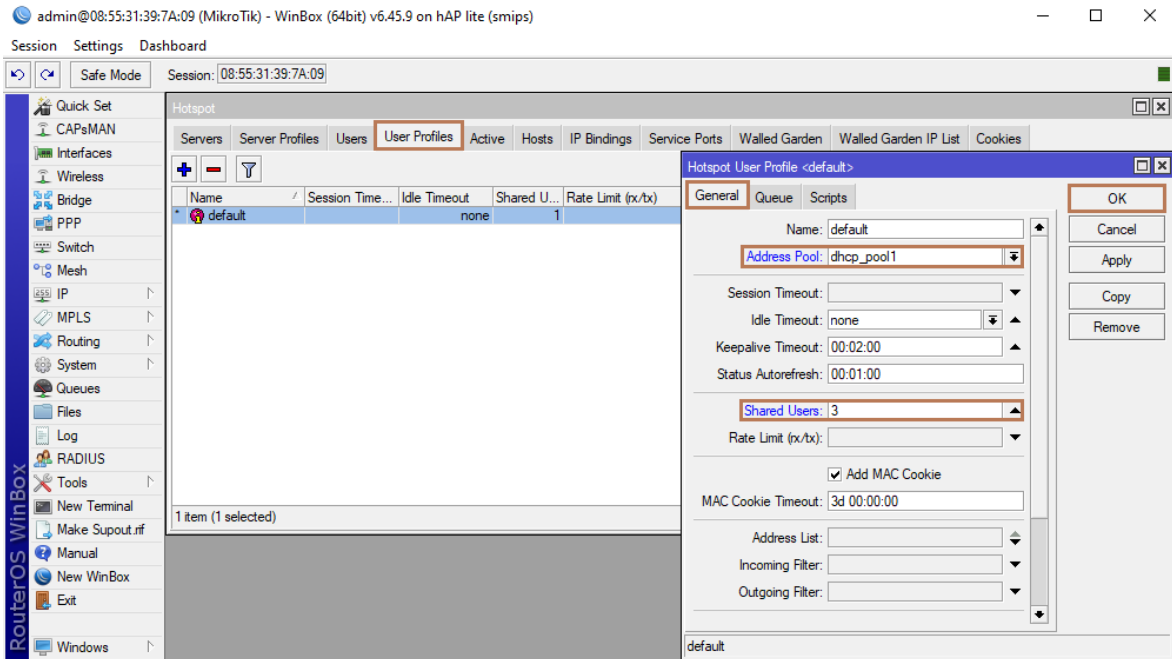 admin@08:55:31:39:7A:09 (MikroTik) - WinBox (64bit) v6.45.9 on hAP lite (smips)
Session Settings Dashboard
Safe Mode Session: 08:55:31:39:7A:09
Quick Set
CAPsMAN
Interfaces
Wireless
Bridge
PPP
Switch
Mesh
IP
MPLS
Routing
System
Queues
Files
Log
RADIUS
Tools
New Terminal
Make Supout.rif
Manual
New WinBox
Exit
Windows
RouterOS WinBox
Hotspot
Servers Server Profiles Users User Profiles Active Hosts IP Bindings Service Ports Walled Garden Walled Garden IP List Cookies
Name Session Time... Idle Timeout Shared U... Rate Limit (rx/tx)
* default none 1
1 item (1 selected)
Hotspot User Profile <default>
General Queue Scripts
Name: default
Address Pool: dhcp_pool1
Session Timeout:
Idle Timeout: none
Keepalive Timeout: 00:02:00
Status Autorefresh: 00:01:00
Shared Users: 3
Rate Limit (rx/tx):
Add MAC Cookie
MAC Cookie Timeout: 3d 00:00:00
Address List:
Incoming Filter:
Outgoing Filter:
default
OK
Cancel
Apply
Copy
Remove